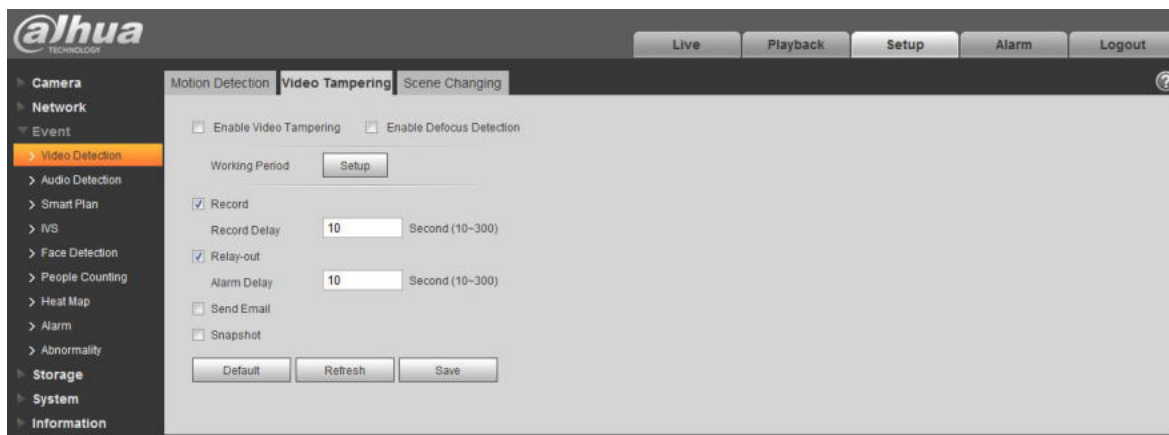 alhua
TECHNOLOGY
Live Playback Setup Alarm Logout
Camera
Network
Event
Video Detection
Audio Detection
Smart Plan
IVS
Face Detection
People Counting
Heat Map
Alarm
Abnormality
Storage
System
Information
Motion Detection Video Tampering Scene Changing
?
Enable Video Tampering Enable Defocus Detection
Working Period Setup
Record
Record Delay 10 Second (10~300)
Relay-out
Alarm Delay 10 Second (10~300)
Send Email
Snapshot
Default Refresh Save